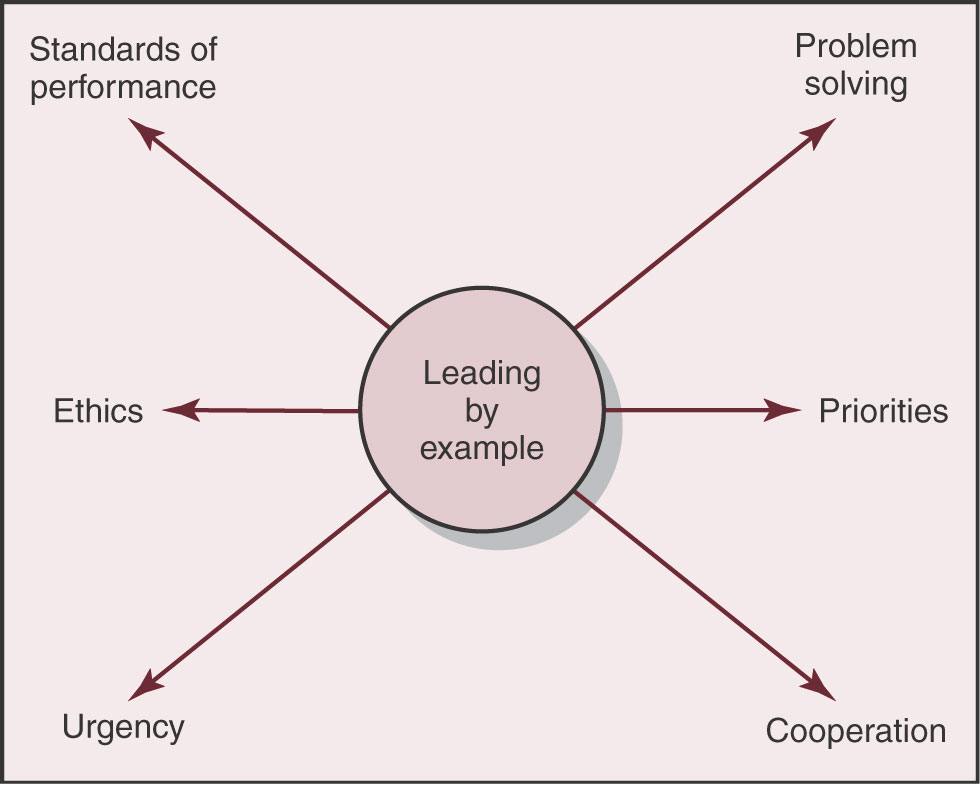 Standards of
performance
Problem
solving
Leading
by
example
Ethics
Priorities
Urgency
Cooperation